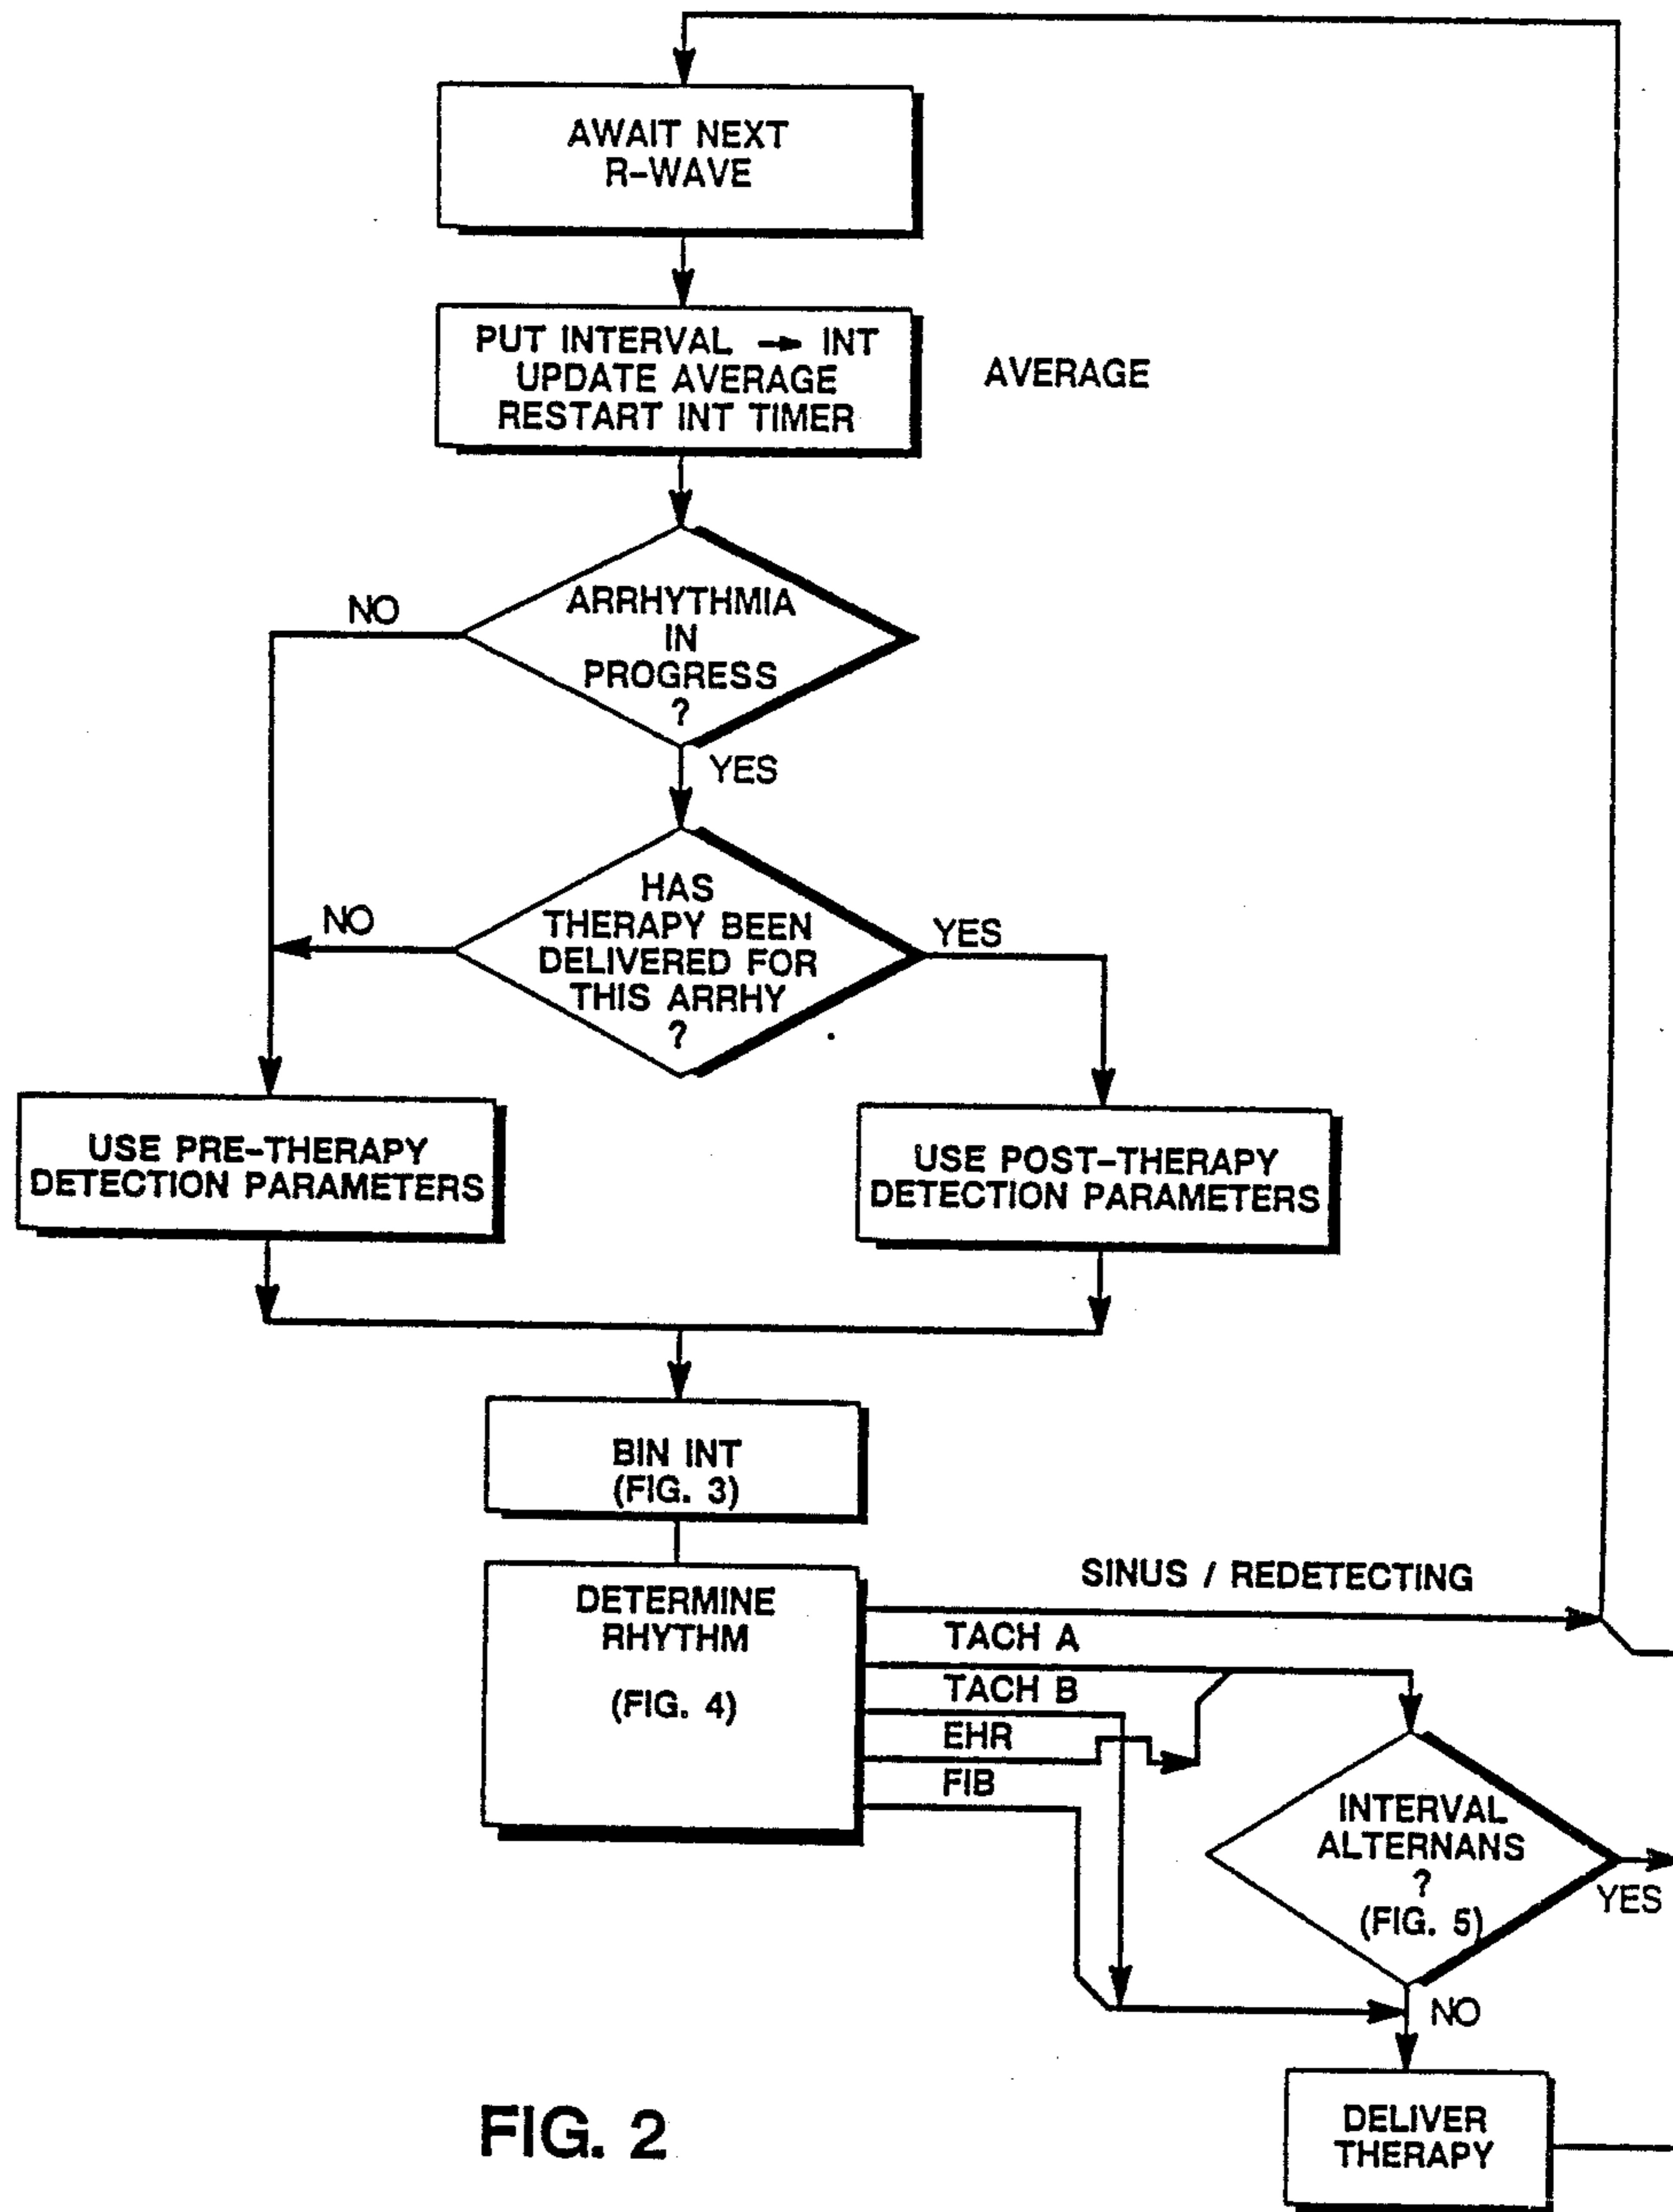 AWAIT NEXT
R-WAVE
PUT INTERVAL → INT
UPDATE AVERAGE
RESTART INT TIMER
AVERAGE
ARRHYTHMIA
IN
PROGRESS
?
NO
YES
HAS
THERAPY BEEN
DELIVERED FOR
THIS ARRHY
?
NO
YES
USE PRE-THERAPY
DETECTION PARAMETERS
USE POST-THERAPY
DETECTION PARAMETERS
BIN INT
(FIG. 3)
DETERMINE
RHYTHM
(FIG. 4)
SINUS / REDETECTING
TACH A
TACH B
EHR
FIB
INTERVAL
ALTERNANS
?
(FIG. 5)
YES
NO
DELIVER
THERAPY
FIG. 2